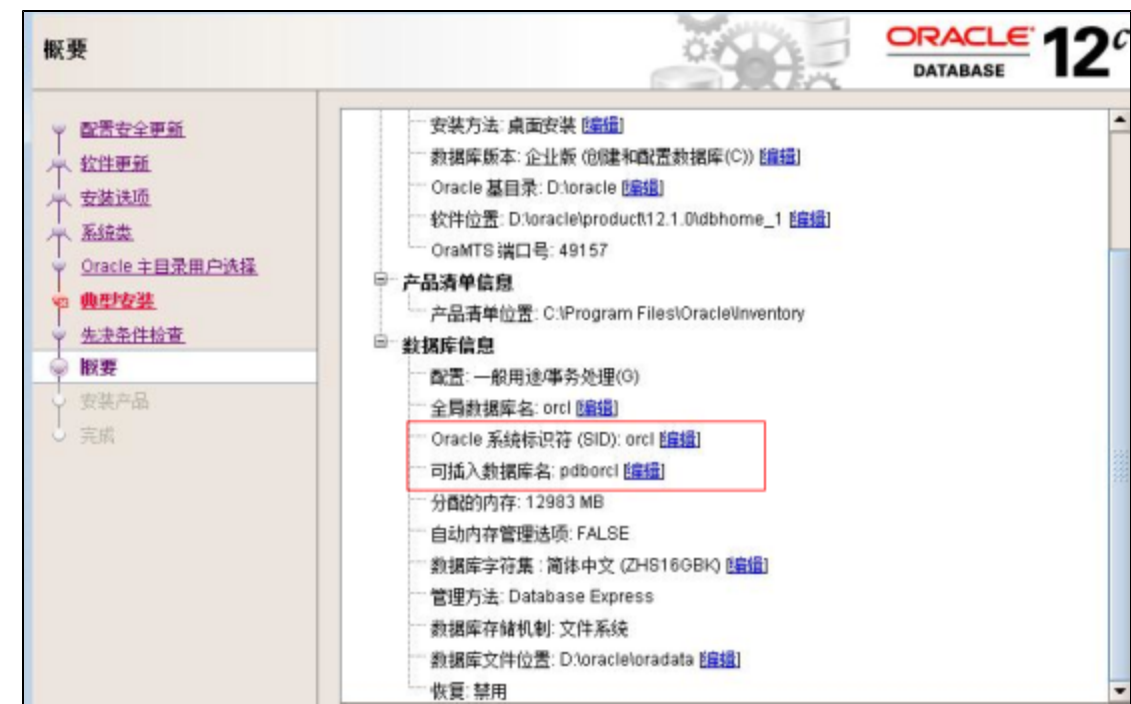 概要
ORACLE 12c
DATABASE
配置安全更新
软件更新
安装选项
系统类
Oracle 主目录用户选择
典型安装
先决条件检查
概要
安装产品
完成
安装方法: 桌面安装 [编辑]
数据库版本: 企业版 (创建和配置数据库(C)) [编辑]
Oracle 基目录: D:\oracle [编辑]
软件位置: D:\oracle\product\12.1.0\dbhome_1 [编辑]
OraMTS 端口号: 49157
产品清单信息
产品清单位置: C:\Program Files\Oracle\Inventory
数据库信息
配置: 一般用途/事务处理(G)
全局数据库名: orcl [编辑]
Oracle 系统标识符 (SID): orcl [编辑]
可插入数据库名: pdborcl [编辑]
分配的内存: 12983 MB
自动内存管理选项: FALSE
数据库字符集 : 简体中文 (ZHS16GBK) [编辑]
管理方法: Database Express
数据库存储机制: 文件系统
数据库文件位置: D:\oracle\oradata [编辑]
恢复: 禁用